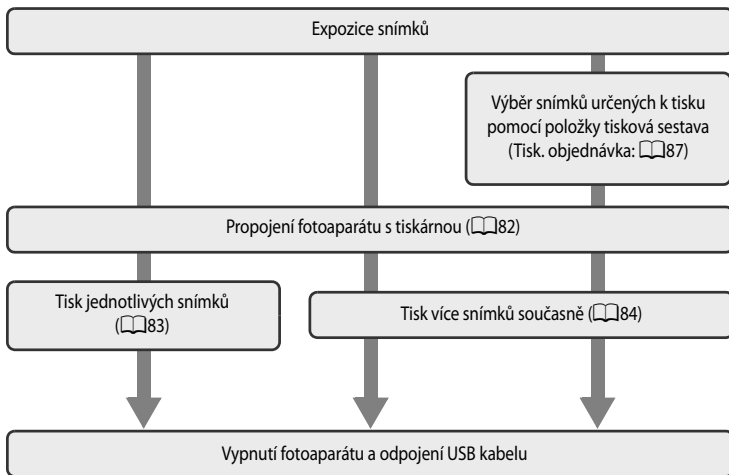 Expozice snímků
Výběr snímků určených k tisku
pomocí položky tisková sestava
(Tisk. objednávka: 87)
Propojení fotoaparátu s tiskárnou (82)
Tisk jednotlivých snímků
(83)
Tisk více snímků současně (84)
Vypnutí fotoaparátu a odpojení USB kabelu